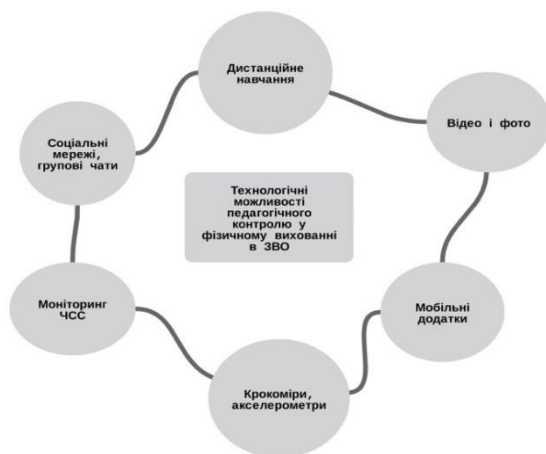 Дистанційне
навчання
Відео і фото
Соціальні
мережі,
групові чати
Технологічні
можливості
педагогічного
контролю у
фізичному вихованні
в ЗВО
Моніторинг
ЧСС
Мобільні
додатки
Крокоміри,
акселерометри